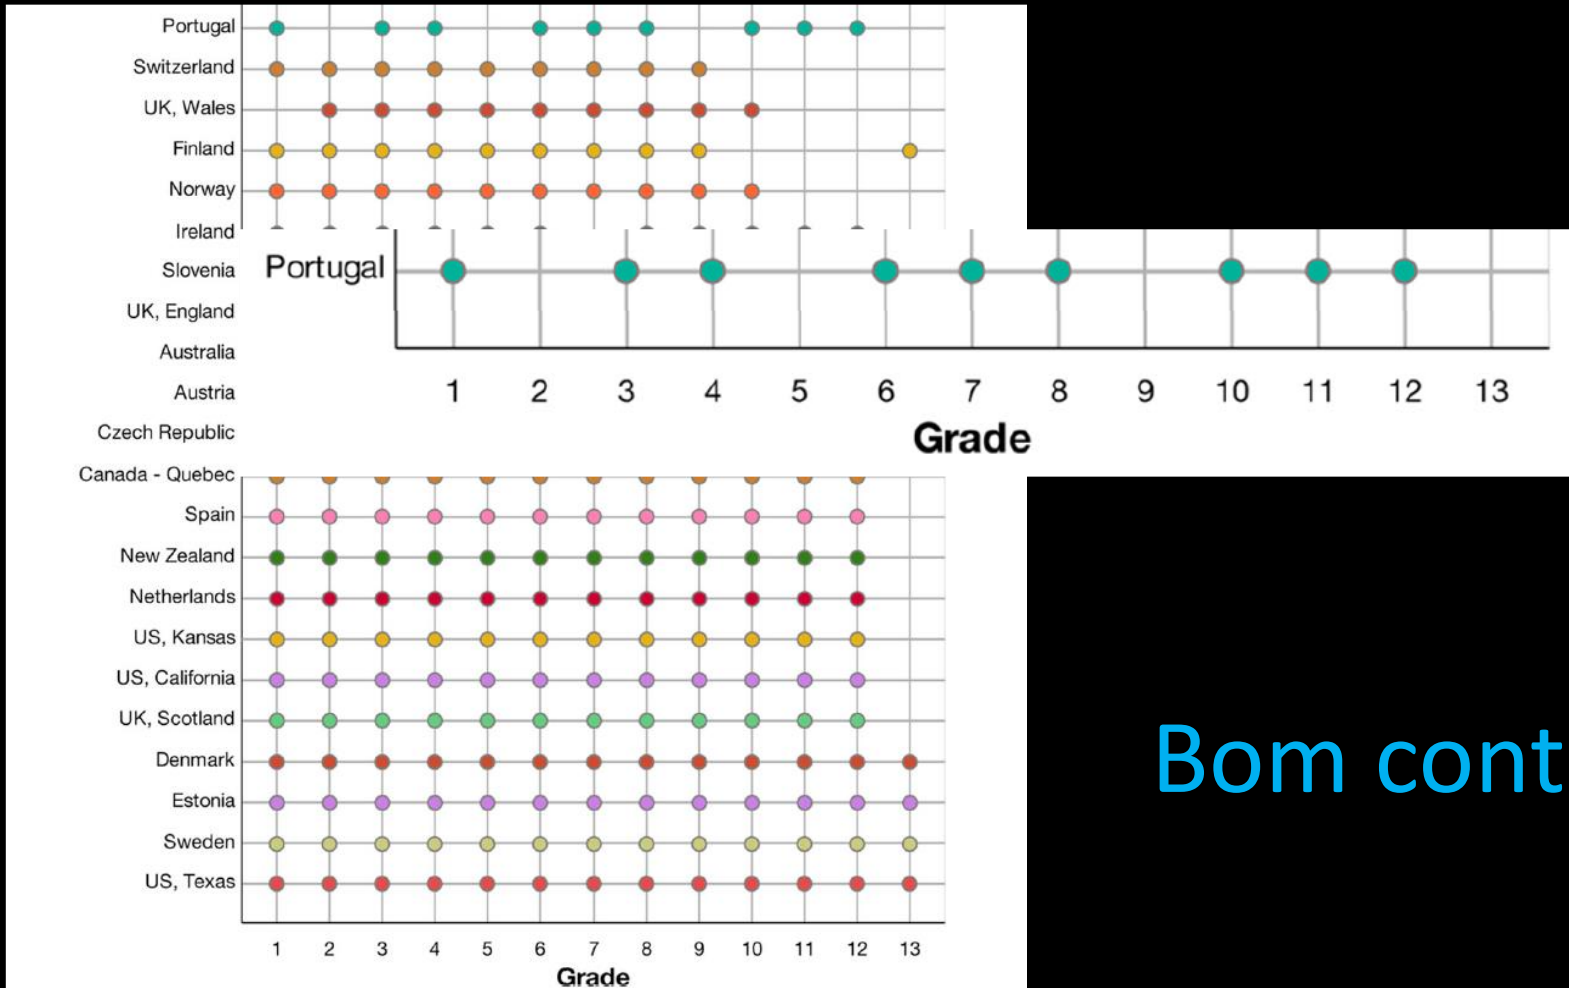 Portugal
Switzerland
UK, Wales
Finland
Norway
Ireland
Slovenia
UK, England
Australia
Austria
Czech Republic
Canada - Quebec
Spain
New Zealand
Netherlands
US, Kansas
US, California
UK, Scotland
Denmark
Estonia
Sweden
US, Texas
1 2 3 4 5 6 7 8 9 10 11 12 13
Grade
Portugal
1 2 3 4 5 6 7 8 9 10 11 12 13
Grade
Bom cont